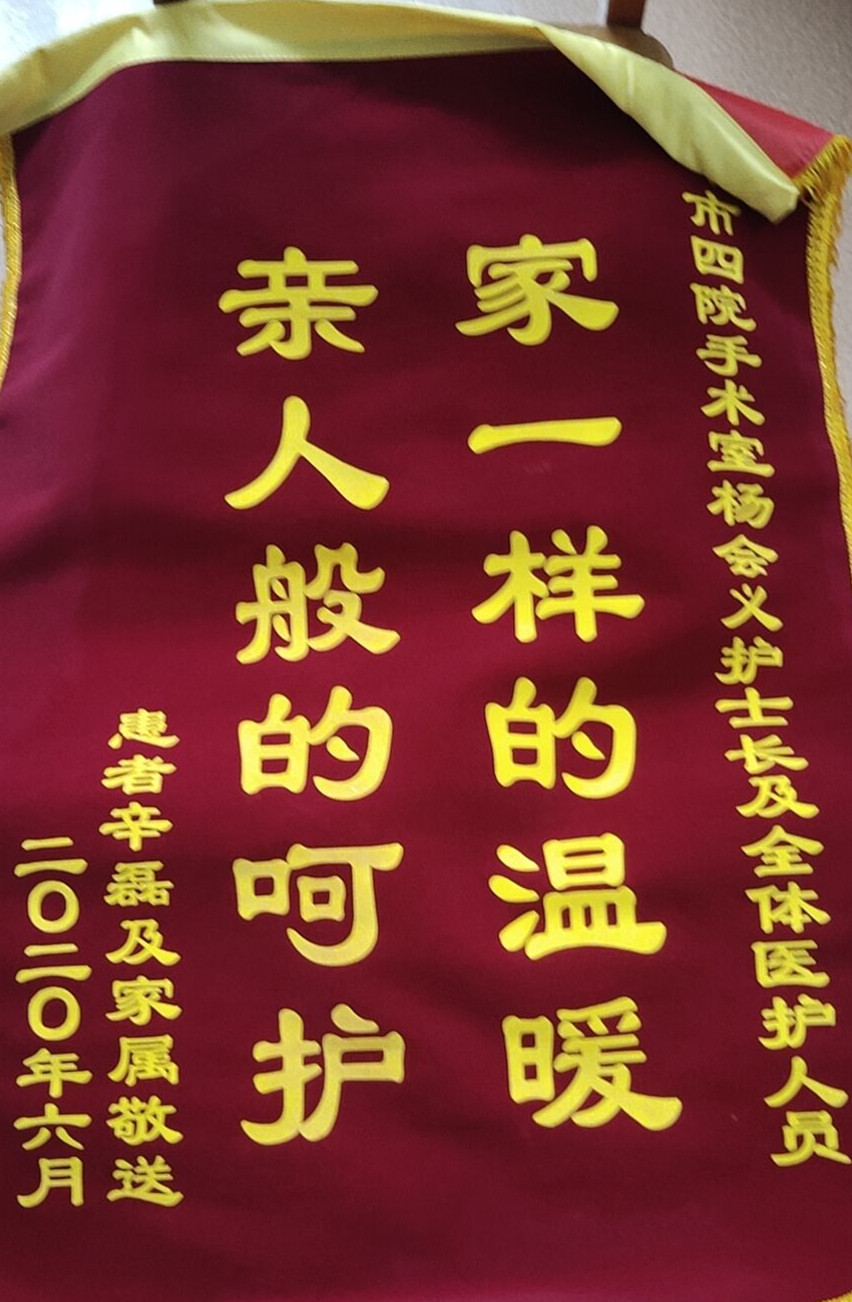 市四院手术室杨会义护士长及全体医护人员
家一样的温暖
亲人般的呵护
患者辛磊及家属敬送
二〇二〇年六月